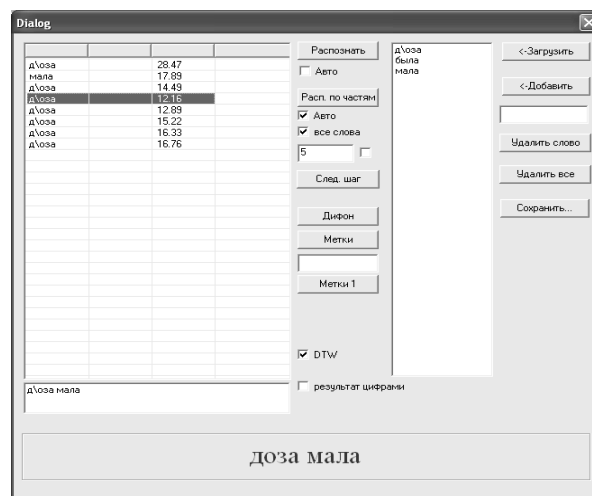 Dialog
д\оза 28.47
мала 17.89
д\оза 14.49
д\оза 12.16
д\оза 12.89
д\оза 15.22
д\оза 16.33
д\оза 16.76
д\оза мала
Распознать
Авто
Расп. по частям
Авто
все слова
5
След. шаг
Дифон
Метки
Метки 1
DTW
результат цифрами
д\оза
была
мала
<-Загрузить
<-Добавить
Удалить слово
Удалить все
Сохранить...
доза мала